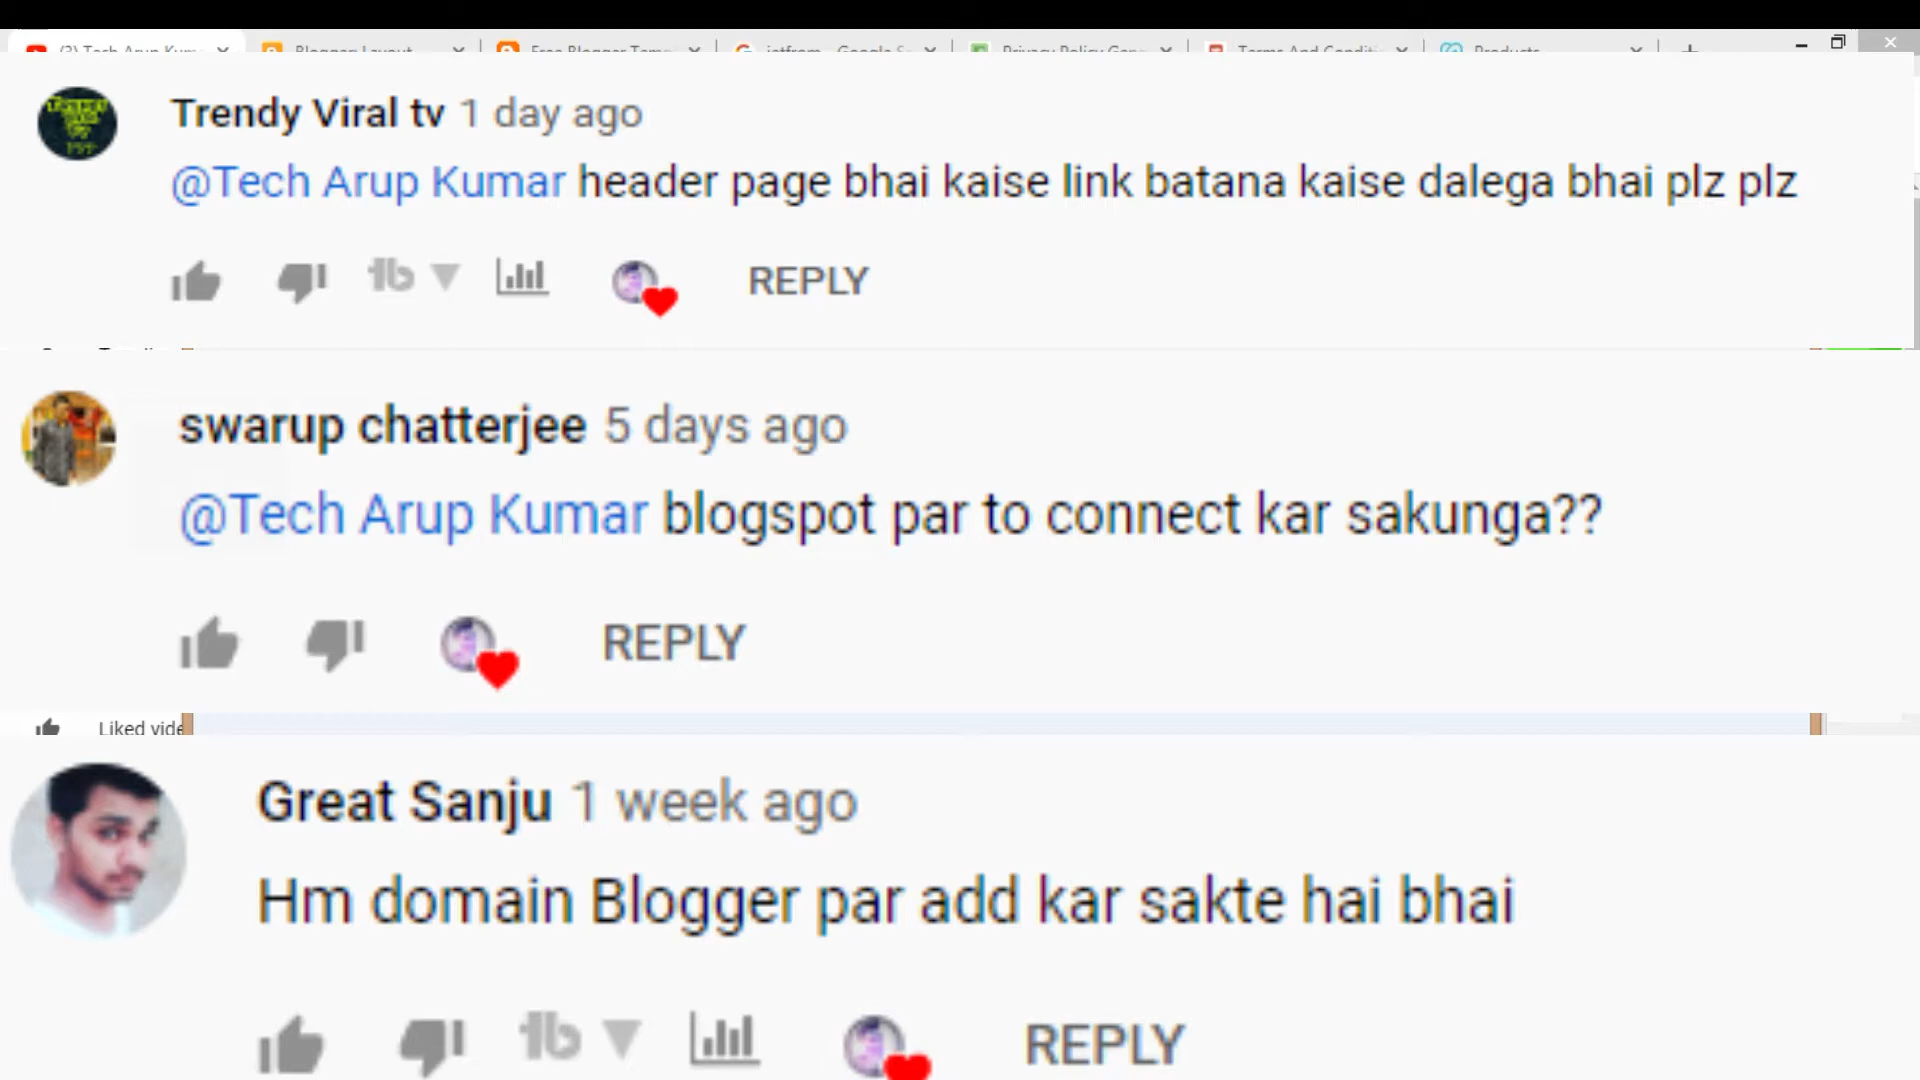 Trendy Viral tv 1 day ago
@Tech Arup Kumar header page bhai kaise link batana kaise dalega bhai plz plz
REPLY
swarup chatterjee 5 days ago
@Tech Arup Kumar blogspot par to connect kar sakunga??
REPLY
Liked vide
Great Sanju 1 week ago
Hm domain Blogger par add kar sakte hai bhai
REPLY